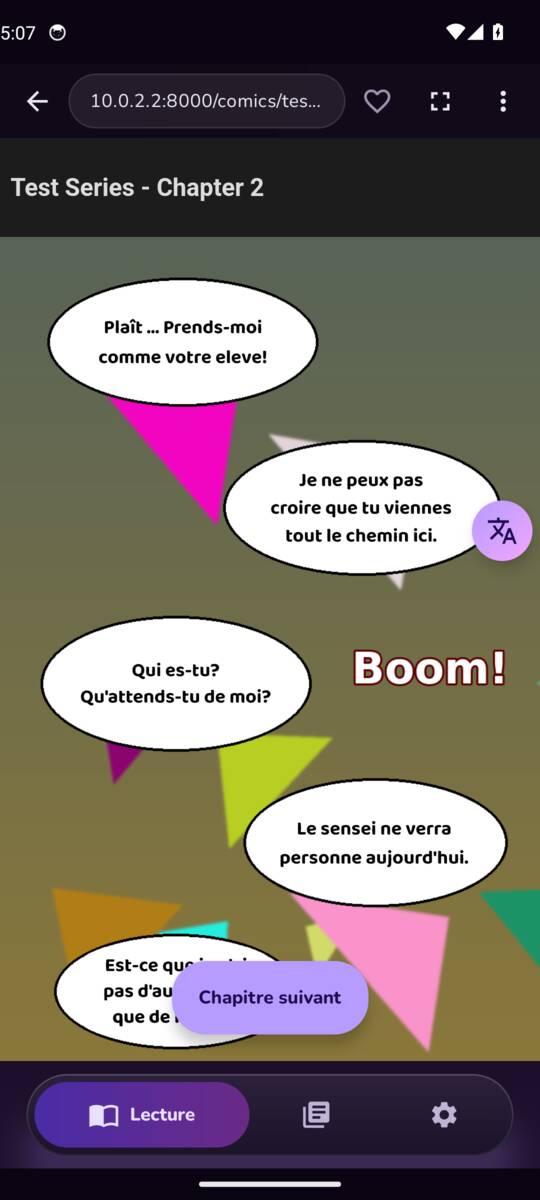 5:07
10.0.2.2:8000/comics/tes...
Test Series - Chapter 2
Plaît ... Prends-moi
comme votre eleve!
Je ne peux pas
croire que tu viennes
tout le chemin ici.
Qui es-tu?
Qu'attends-tu de moi?
Boom!
Le sensei ne verra
personne aujourd'hui.
Est-ce que
pas
que de
Chapitre suivant
Lecture